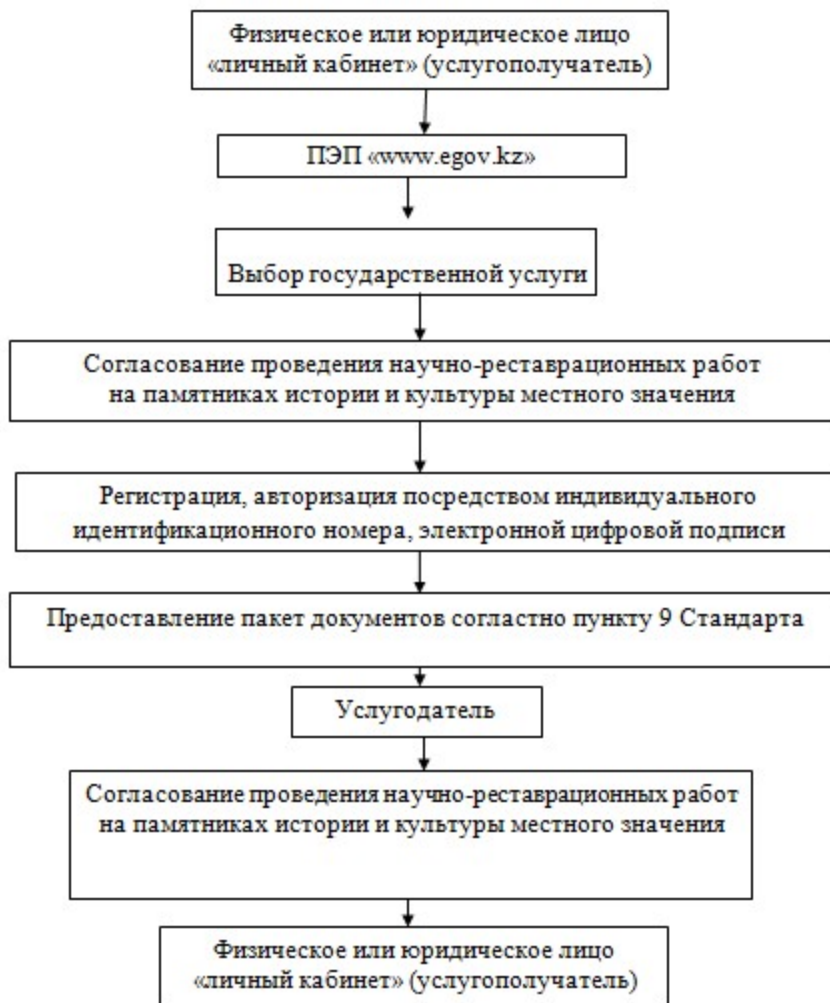 Физическое или юридическое лицо
«личный кабинет» (услугополучатель)
ПЭП «www.egov.kz»
Выбор государственной услуги
Согласование проведения научно-реставрационных работ
на памятниках истории и культуры местного значения
Регистрация, авторизация посредством индивидуального
идентификационного номера, электронной цифровой подписи
Предоставление пакет документов согластно пункту 9 Стандарта
Услугодатель
Согласование проведения научно-реставрационных работ
на памятниках истории и культуры местного значения
Физическое или юридическое лицо
«личный кабинет» (услугополучатель)